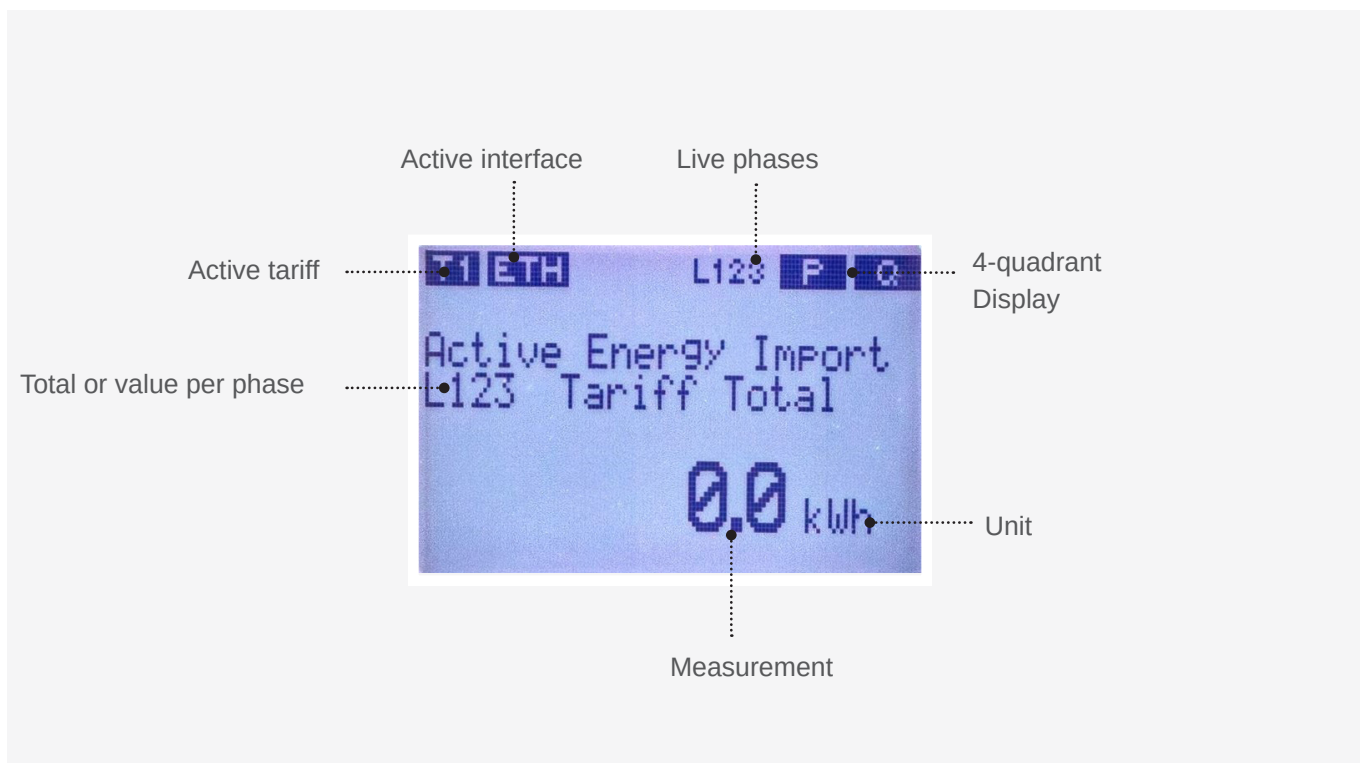 Active interface
Live phases
Active tariff
T1 ETH L123 P Q
4-quadrant
Display
Active Energy Import
Total or value per phase
L123 Tariff Total
0.0 kWh
Unit
Measurement